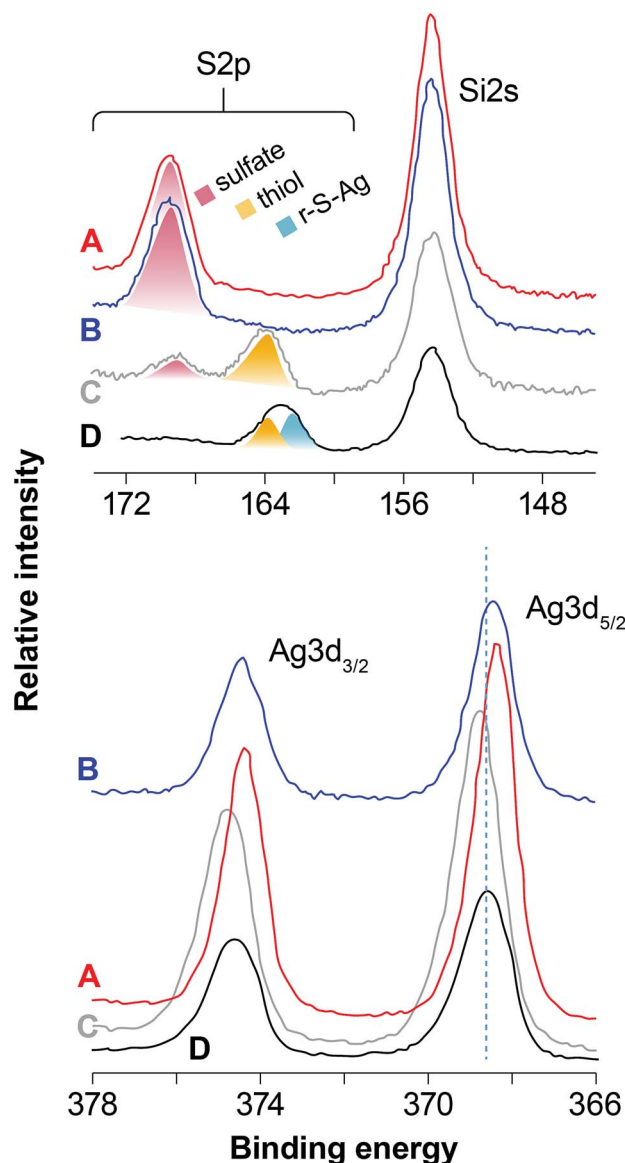 S2p
Si2s
sulfate
thiol
r-S-Ag
A
B
C
D
172 164 156 148
Relative intensity
Ag3d5/2
Ag3d3/2
B
A
C
D
378 374 370 366
Binding energy